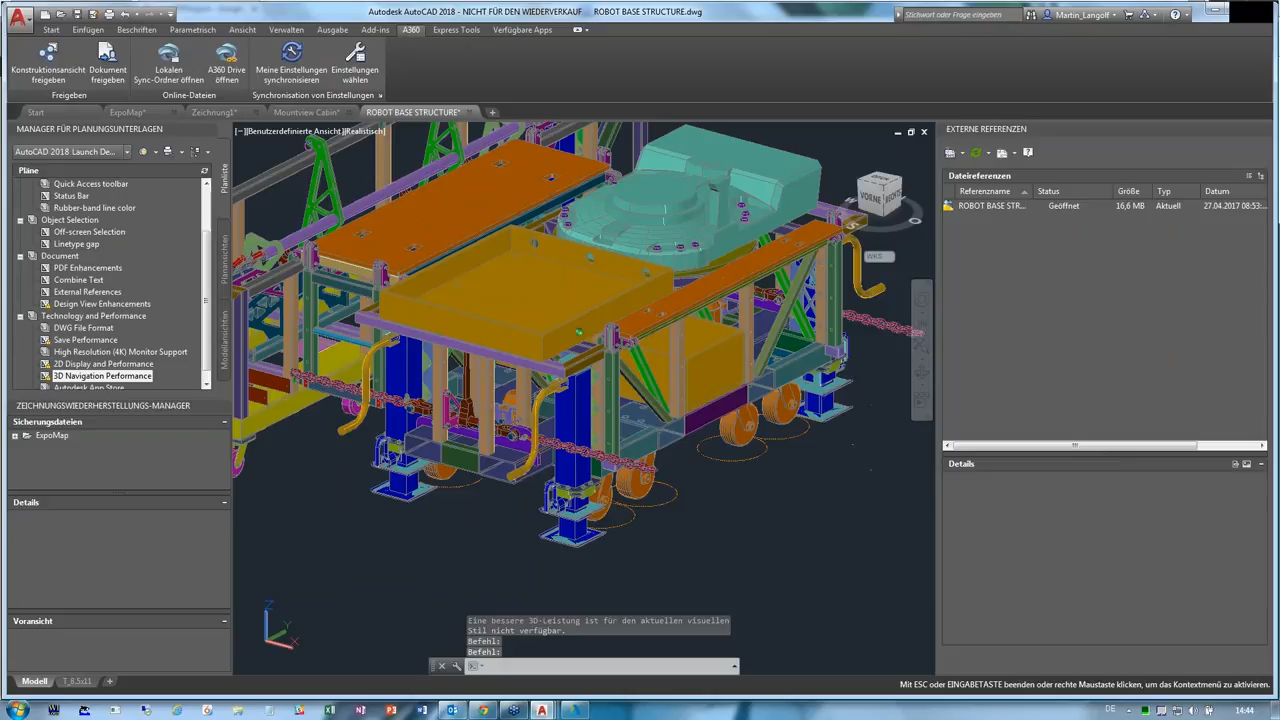 Autodesk AutoCAD 2018 - NICHT FÜR DEN WIEDERVERKAUF ROBOT BASE STRUCTURE.dwg
Stichwort oder Frage eingeben
Martin_Langolf
Start Einfügen Beschriften Parametrisch Ansicht Verwalten Ausgabe Add-ins A360 Express Tools Verfügbare Apps
Konstruktionsansicht freigeben
Dokument freigeben
Lokalen Sync-Ordner öffnen
A360 Drive öffnen
Meine Einstellungen synchronisieren
Einstellungen wählen
Freigeben Online-Dateien Synchronisation von Einstellungen
Start ExpoMap* Zeichnung1* Mountview Cabin* ROBOT BASE STRUCTURE*
MANAGER FÜR PLANUNGSUNTERLAGEN
AutoCAD 2018 Launch De...
Pläne
Quick Access toolbar
Status Bar
Rubber-band line color
Object Selection
Off-screen Selection
Linetype gap
Document
PDF Enhancements
Combine Text
External References
Design View Enhancements
Technology and Performance
DWG File Format
Save Performance
High Resolution (4K) Monitor Support
2D Display and Performance
3D Navigation Performance
Autodesk App Store
Planliste
Planansichten
Modellansichten
ZEICHNUNGSWIEDERHERSTELLUNGS-MANAGER
Sicherungsdateien
ExpoMap
Details
Voransicht
[−][Benutzerdefinierte Ansicht][Realistisch]
VORNE
RECHTS
WKS
Z
Y
X
Eine bessere 3D-Leistung ist für den aktuellen visuellen
Stil nicht verfügbar.
Befehl:
Befehl:
Modell T_8.5x11
EXTERNE REFERENZEN
Dateireferenzen
Referenzname Status Größe Typ Datum
ROBOT BASE STR... Geöffnet 16,6 MB Aktuell 27.04.2017 08:53:
Details
Mit ESC oder EINGABETASTE beenden oder rechte Maustaste klicken, um das Kontextmenü zu aktivieren.
DE 14:44